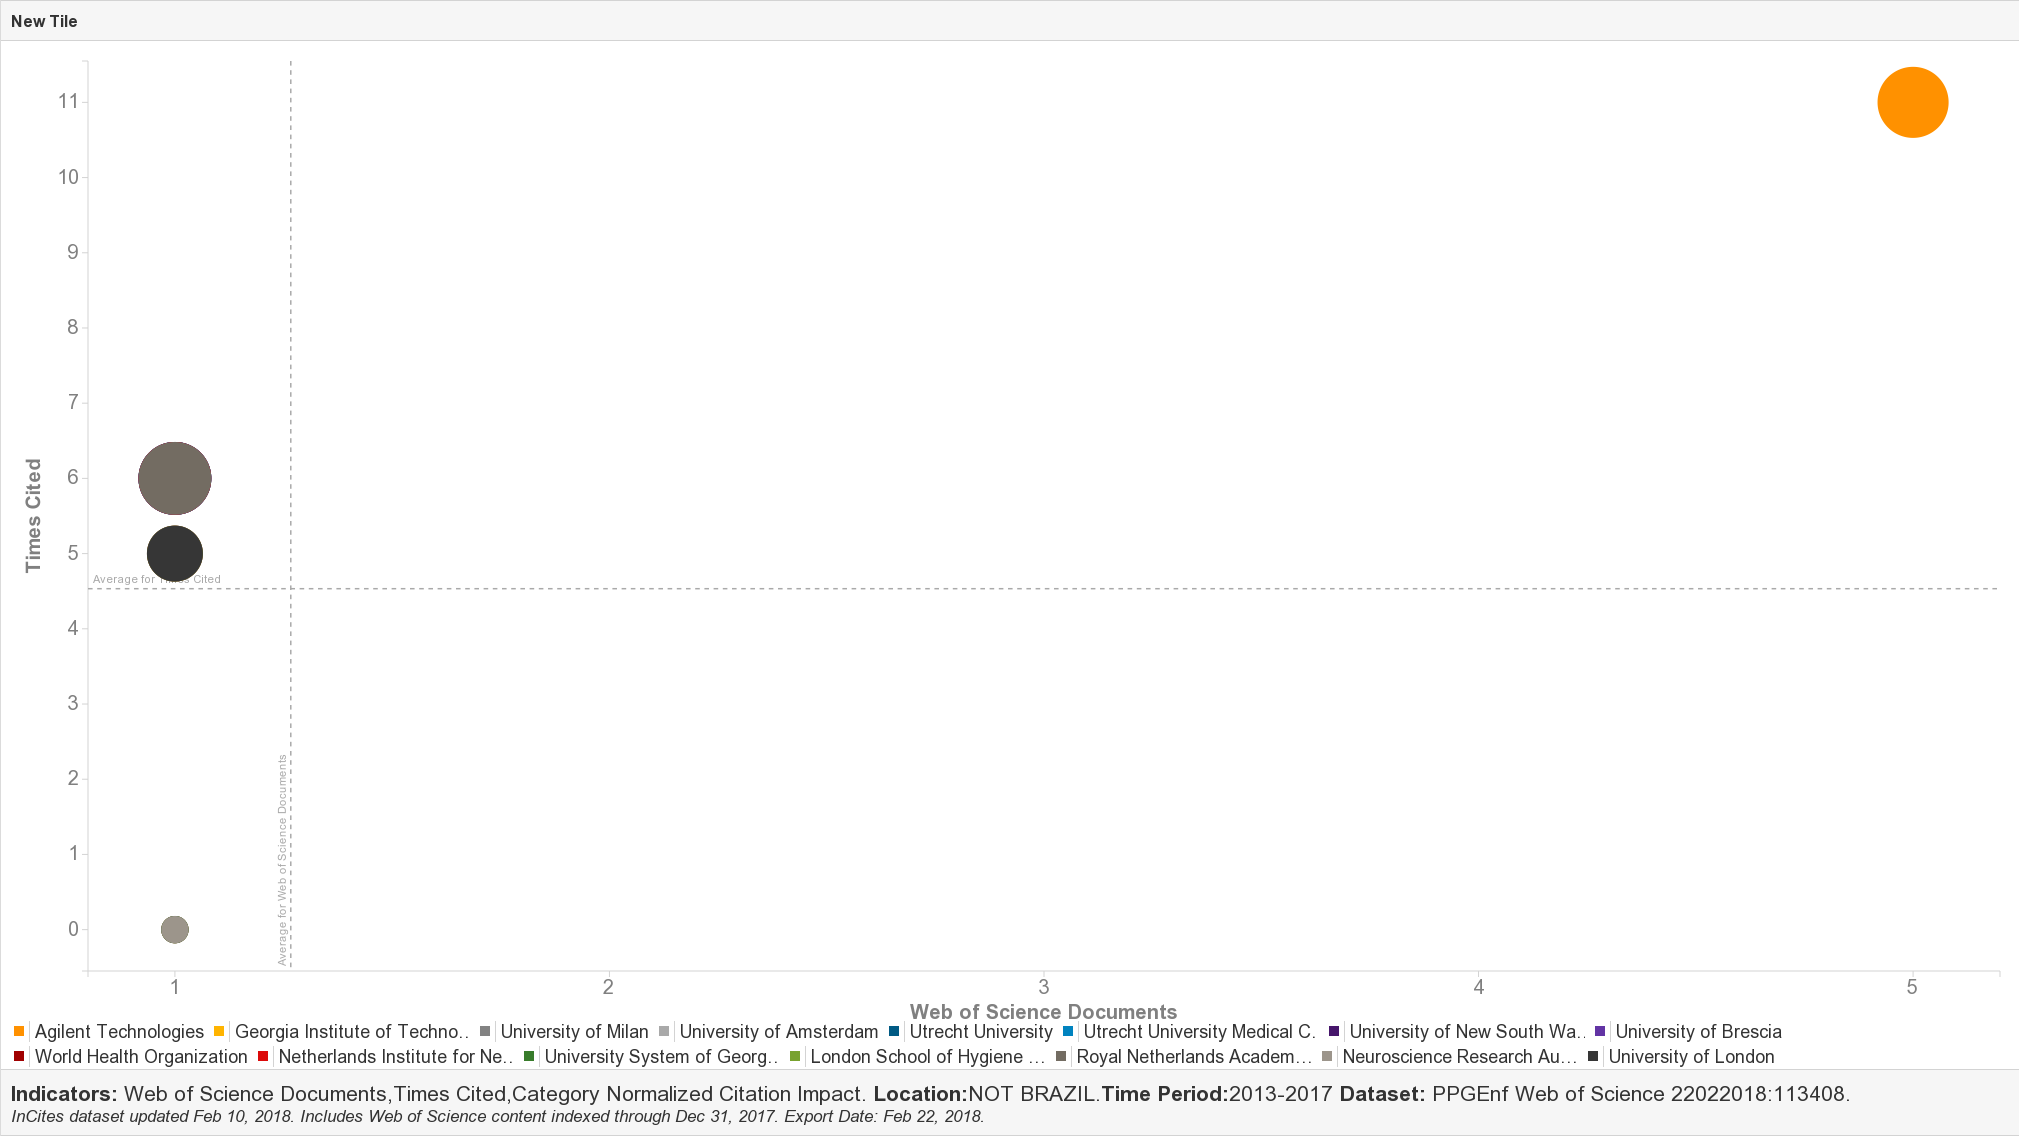 New Tile
11
10
9
8
7
6
5
4
3
2
1
0
Times Cited
Average for Times Cited
Average for Web of Science Documents
1 2 3 4 5
Web of Science Documents
Agilent Technologies Georgia Institute of Techno.. University of Milan University of Amsterdam Utrecht University Utrecht University Medical C. University of New South Wa.. University of Brescia
World Health Organization Netherlands Institute for Ne.. University System of Georg.. London School of Hygiene ... Royal Netherlands Academ... Neuroscience Research Au... University of London
Indicators: Web of Science Documents,Times Cited,Category Normalized Citation Impact. Location:NOT BRAZIL.Time Period:2013-2017 Dataset: PPGEnf Web of Science 22022018:113408.
InCites dataset updated Feb 10, 2018. Includes Web of Science content indexed through Dec 31, 2017. Export Date: Feb 22, 2018.